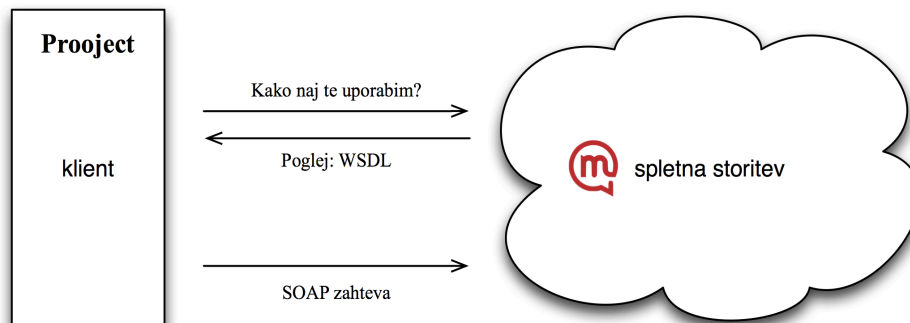 Prooject
Kako naj te uporabim?
Poglej: WSDL
klient
m spletna storitev
SOAP zahteva